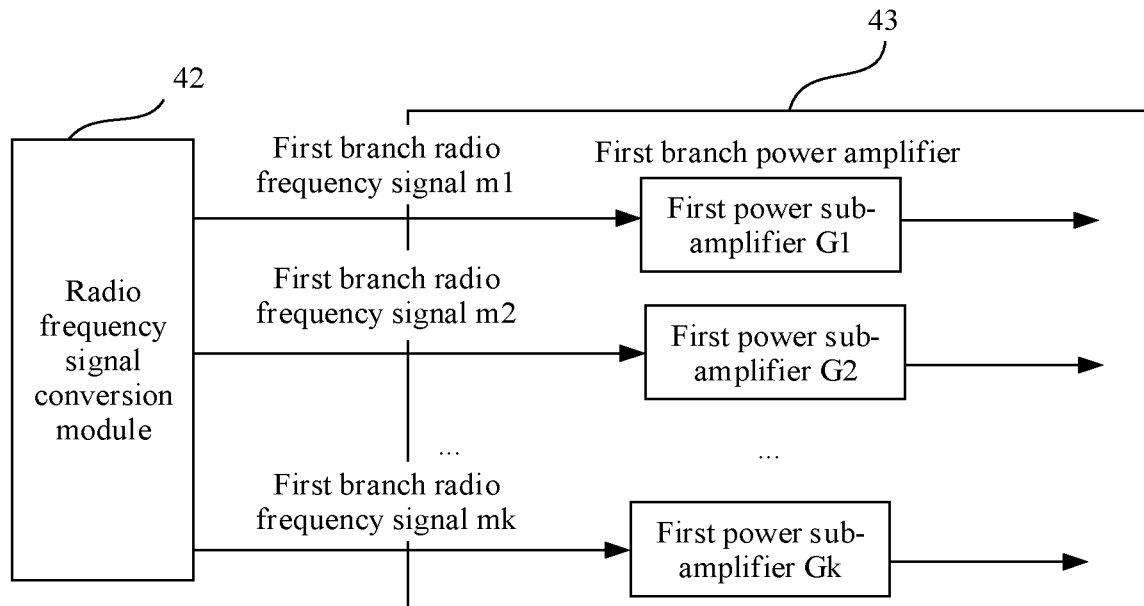 43
42
First branch radio
frequency signal m1
First branch power amplifier
First power sub-
amplifier G1
First branch radio
frequency signal m2
First power sub-
amplifier G2
Radio
frequency
signal
conversion
module
...
...
First branch radio
frequency signal mk
First power sub-
amplifier Gk